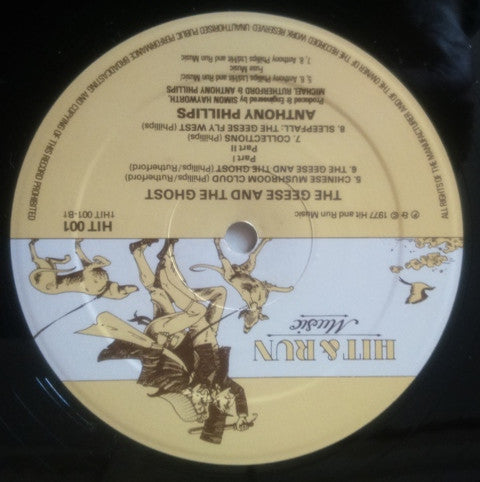 HIT & RUN
Music
℗ & © 1977 Hit and Run Music
HIT 001
1HIT 001-B1
THE GEESE AND THE GHOST
6. CHINESE MUSHROOM CLOUD (Phillips/Rutherford)
6. THE GEESE AND THE GHOST (Phillips/Rutherford)
Part I
Part II
7. COLLECTIONS (Phillips)
8. SLEEPFALL: THE GEESE FLY WEST (Phillips)
ANTHONY PHILLIPS
Produced & Engineered by SIMON HAYWORTH
MICHAEL RUTHERFORD & ANTHONY PHILLIPS
5, 6. Anthony Phillips Ltd/Hit and Run Music/
Fuse Music
7, 8. Anthony Phillips Ltd/Hit and Run Music
ALL RIGHTS OF THE MANUFACTURER AND OF THE OWNER OF THE RECORDED WORK RESERVED UNAUTHORISED PUBLIC PERFORMANCE BROADCASTING AND COPYING OF THIS RECORD PROHIBITED